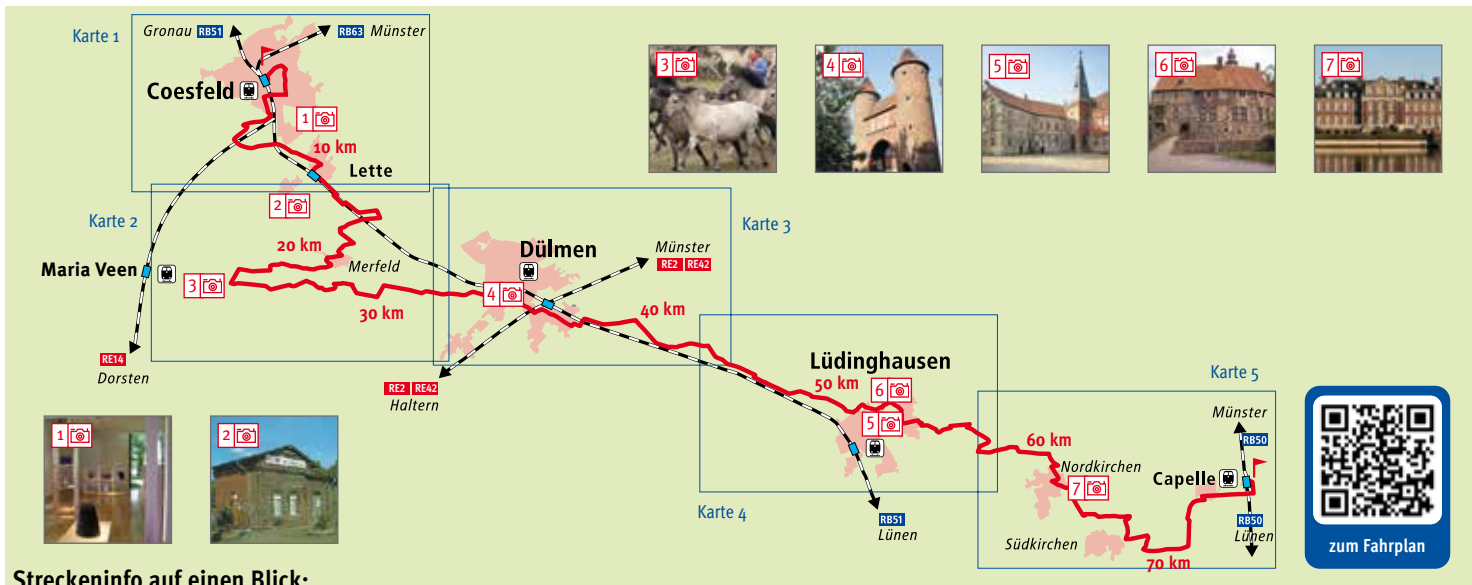 Karte 1
Gronau RB51
RB63 Münster
Coesfeld
1
10 km
Lette
2
Karte 2
20 km
Merfeld
Maria Veen
3
30 km
RE14
Dorsten
3
4
5
6
7
Karte 3
Dülmen
Münster
RE2 RE42
4
40 km
RE2 RE42
Haltern
Lüdinghausen
50 km
6
5
Karte 4
RB51
Lünen
Karte 5
Münster
RB50
60 km
Nordkirchen
Capelle
7
RB50
Lünen
Südkirchen
70 km
zum Fahrplan
1
2
Streckeninfo auf einen Blick: